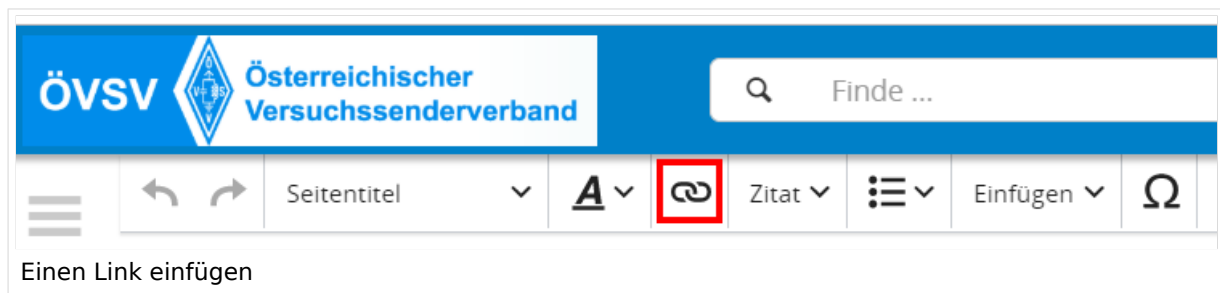 ÖVSV
Österreichischer
Versuchssenderverband
Finde ...
Seitentitel A Zitat Einfügen Ω
Einen Link einfügen